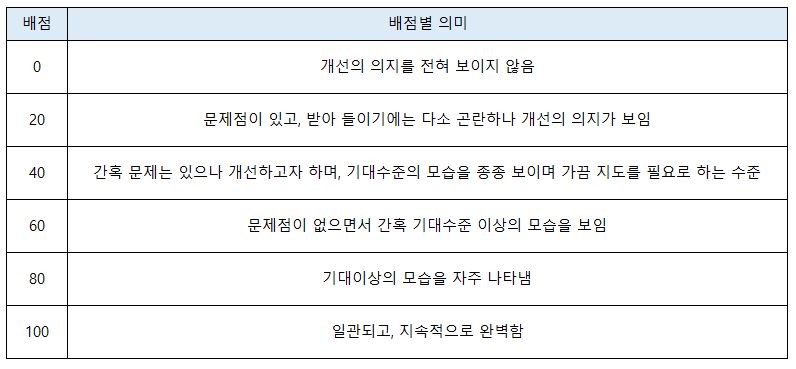 배점 배점별 의미
0 개선의 의지를 전혀 보이지 않음
20 문제점이 있고, 받아 들이기에는 다소 곤란하나 개선의 의지가 보임
40 간혹 문제는 있으나 개선하고자 하며, 기대수준의 모습을 종종 보이며 가끔 지도를 필요로 하는 수준
60 문제점이 없으면서 간혹 기대수준 이상의 모습을 보임
80 기대이상의 모습을 자주 나타냄
100 일관되고, 지속적으로 완벽함